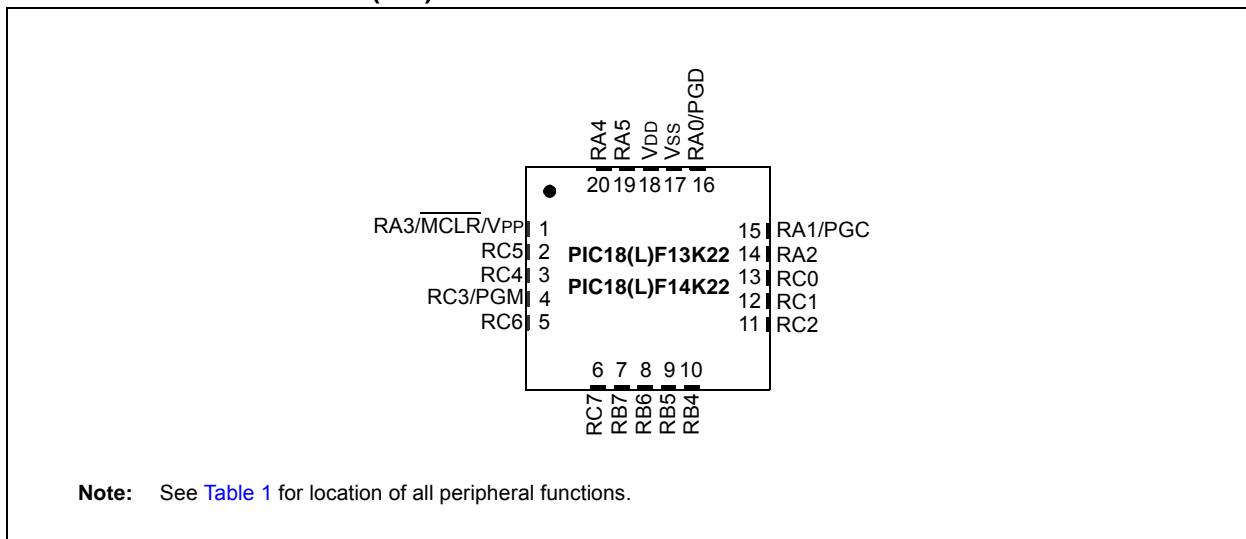 RA4
RA5
VDD
VSS
RA0/PGD
20 19 18 17 16
RA3/MCLR/VPP 1
RC5 2
RC4 3
RC3/PGM 4
RC6 5
PIC18(L)F13K22
PIC18(L)F14K22
15 RA1/PGC
14 RA2
13 RC0
12 RC1
11 RC2
6 7 8 9 10
RC7
RB7
RB6
RB5
RB4
Note: See Table 1 for location of all peripheral functions.